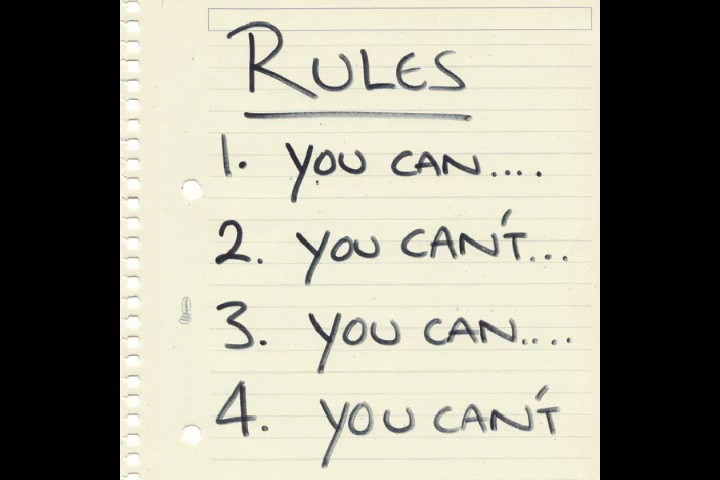 RULES
1. YOU CAN....
2. YOU CAN'T...
3. YOU CAN....
4. YOU CAN'T